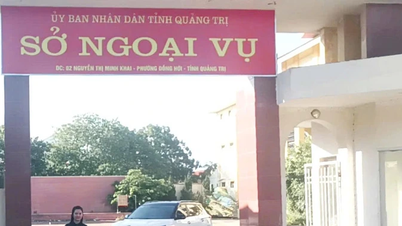 ỦY BAN NHÂN DÂN TỈNH QUẢNG TRỊ
SỞ NGOẠI VỤ
ĐC: 02 NGUYỄN THỊ MINH KHAI - PHƯỜNG ĐỒNG HỚI - TỈNH QUẢNG TRỊ